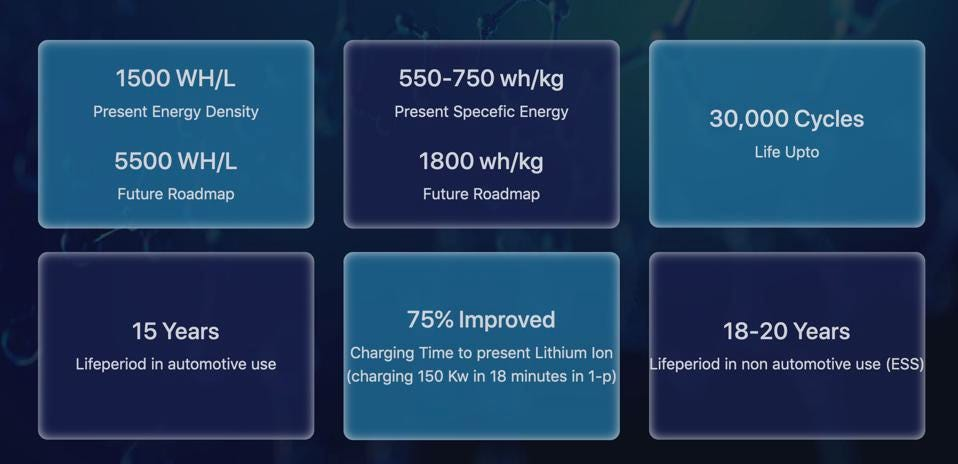 1500 WH/L
Present Energy Density
5500 WH/L
Future Roadmap
550-750 wh/kg
Present Specefic Energy
1800 wh/kg
Future Roadmap
30,000 Cycles
Life Upto
15 Years
Lifeperiod in automotive use
75% Improved
Charging Time to present Lithium Ion
(charging 150 Kw in 18 minutes in 1-p)
18-20 Years
Lifeperiod in non automotive use (ESS)